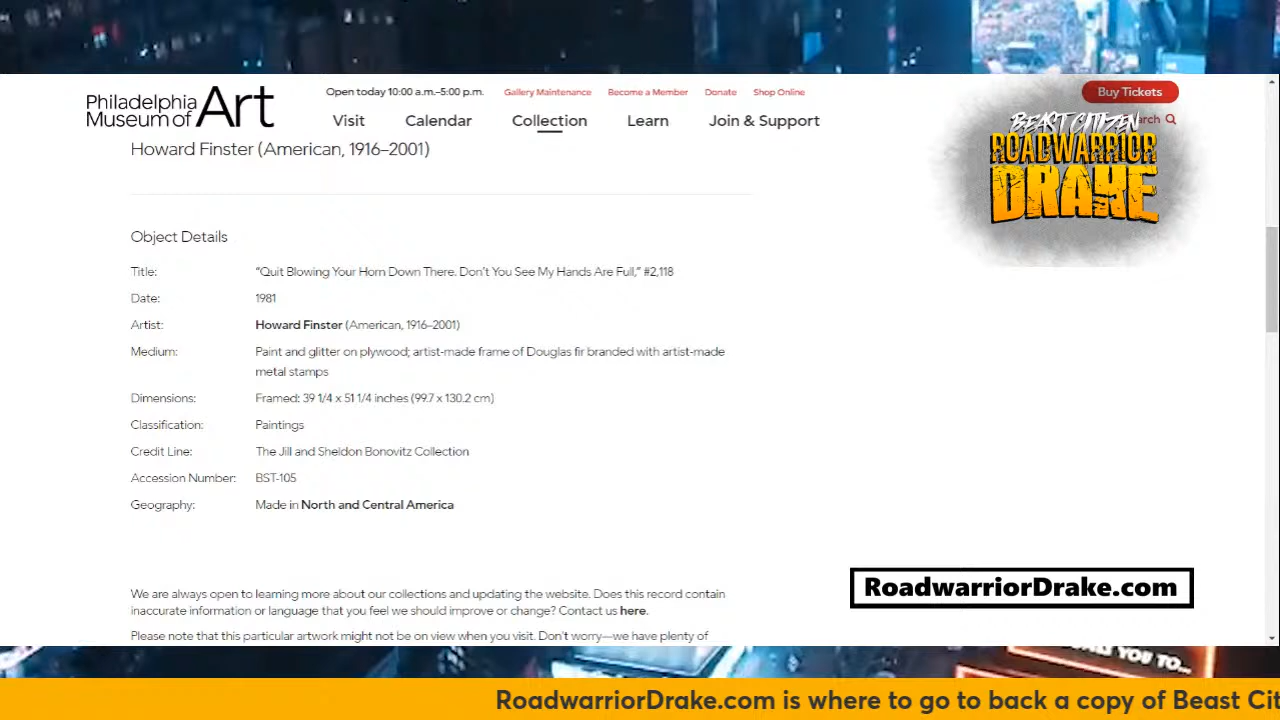 Philadelphia
Museum of Art
Open today 10:00 a.m.–5:00 p.m. Gallery Maintenance Become a Member Donate Shop Online
Buy Tickets
Visit Calendar Collection Learn Join & Support
BEAST CITIZEN
ROADWARRIOR
DRAKE
Howard Finster (American, 1916–2001)
Object Details
Title: “Quit Blowing Your Horn Down There. Don’t You See My Hands Are Full,” #2,118
Date: 1981
Artist: Howard Finster (American, 1916–2001)
Medium: Paint and glitter on plywood; artist-made frame of Douglas fir branded with artist-made
metal stamps
Dimensions: Framed: 39 1/4 x 51 1/4 inches (99.7 x 130.2 cm)
Classification: Paintings
Credit Line: The Jill and Sheldon Bonovitz Collection
Accession Number: BST-105
Geography: Made in North and Central America
RoadwarriorDrake.com
We are always open to learning more about our collections and updating the website. Does this record contain
inaccurate information or language that you feel we should improve or change? Contact us here.
Please note that this particular artwork might not be on view when you visit. Don't worry—we have plenty of
YOU TO...
RoadwarriorDrake.com is where to go to back a copy of Beast Cit